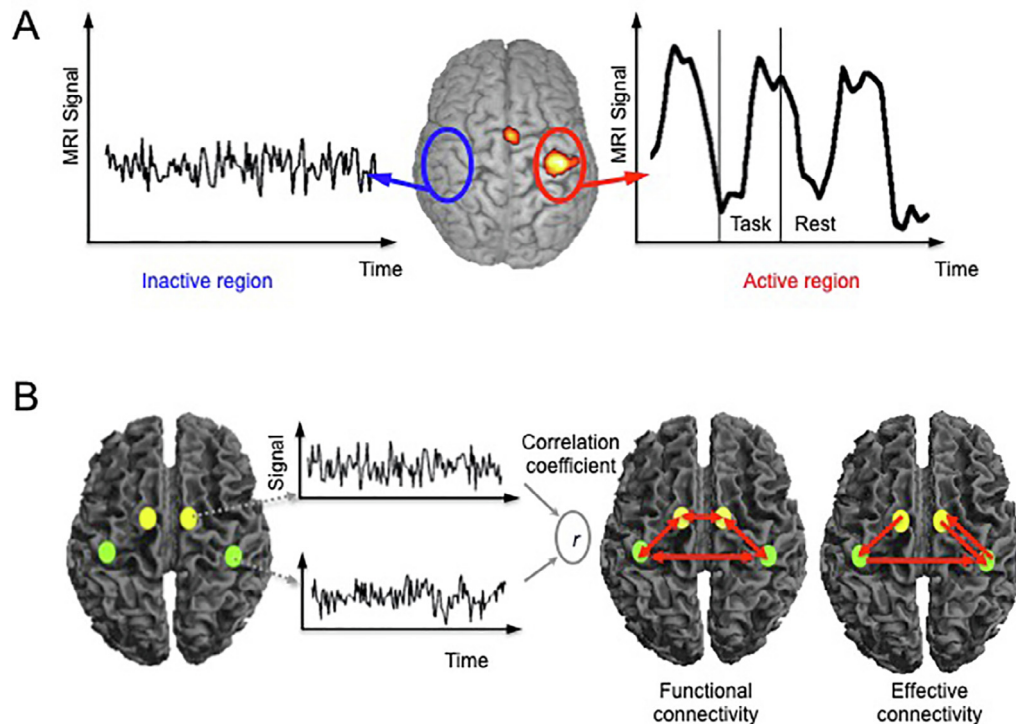 A
MRI Signal
Time
Inactive region
MRI Signal
Task
Rest
Time
Active region
B
Signal
Time
Correlation
coefficient
r
Functional
connectivity
Effective
connectivity